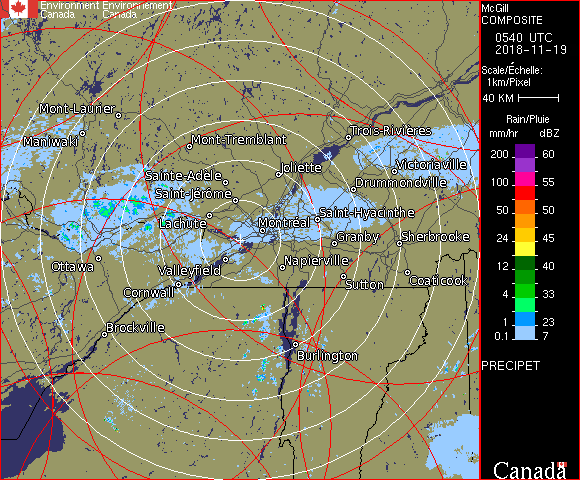 Environment Environnement
Canada Canada
McGill
COMPOSITE
0540 UTC
2018-11-19
Scale/Échelle:
1km/Pixel
40 KM
Rain/Pluie
mm/hr dBZ
200 60
100 55
50 50
24 45
12 40
4 33
1 23
0.1 7
PRECIPET
Canada
Mont-Laurier
Maniwaki
Mont-Tremblant
Trois-Rivières
Sainte-Adèle
Joliette
Victoriaville
Saint-Jérôme
Drummondville
Lachute
Montréal
Saint-Hyacinthe
Granby
Sherbrooke
Ottawa
Valleyfield
Napierville
Cornwall
Sutton
Coaticook
Brockville
Burlington